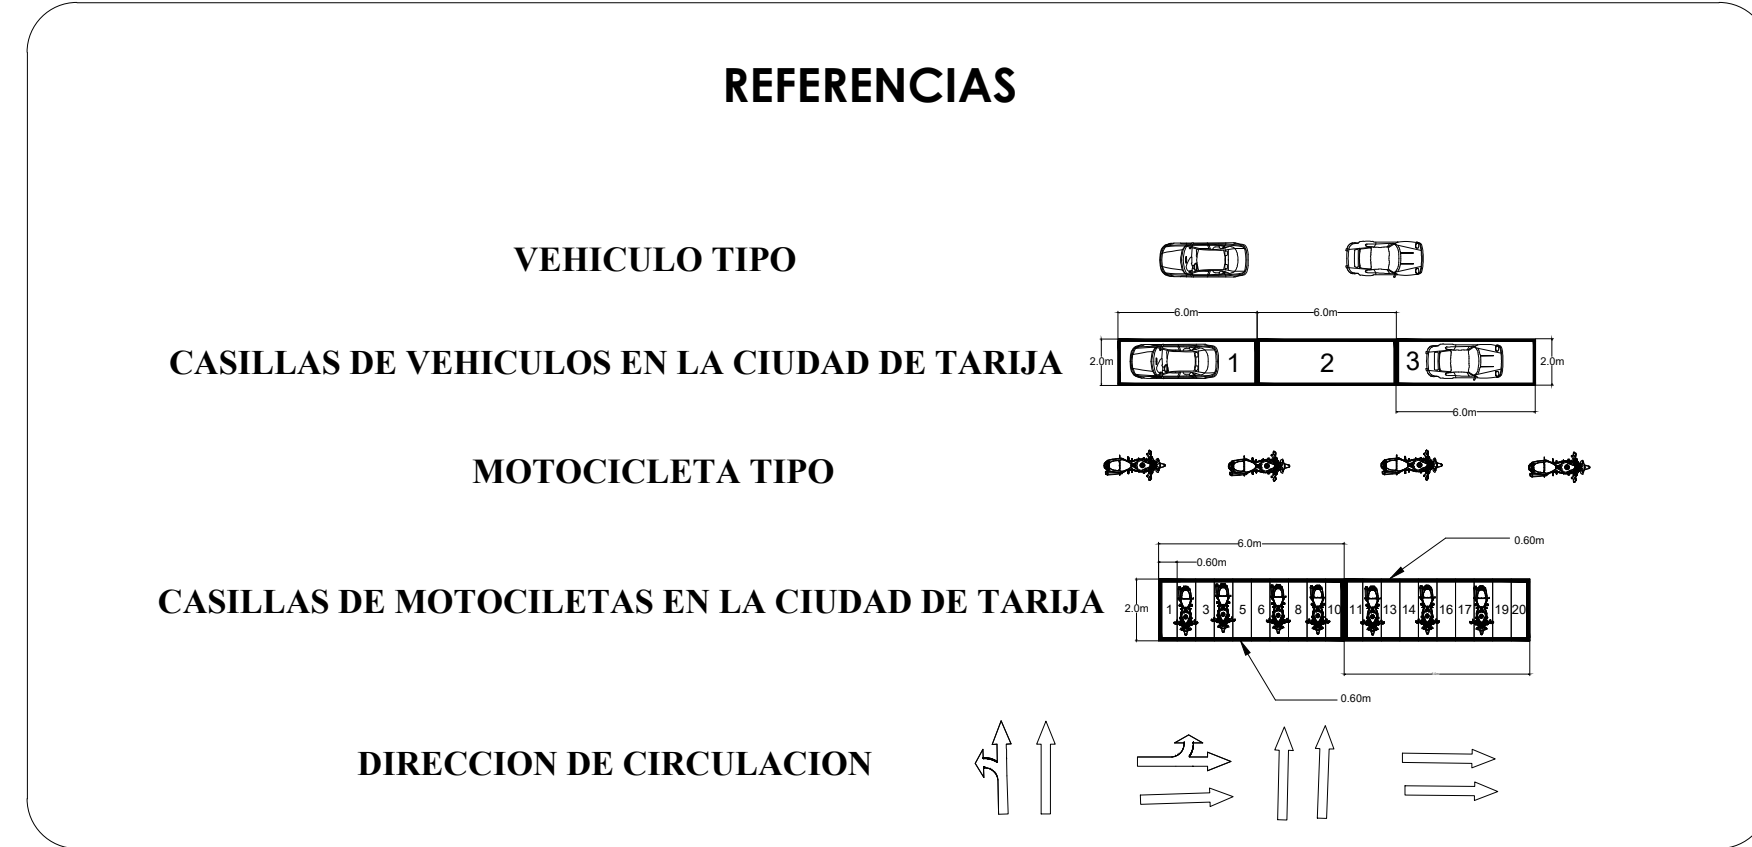 REFERENCIAS
VEHICULO TIPO
6.0m 6.0m
CASILLAS DE VEHICULOS EN LA CIUDAD DE TARIJA 2.0m 1 2 3 2.0m
6.0m
MOTOCICLETA TIPO
6.0m 0.60m
0.60m
CASILLAS DE MOTOCILETAS EN LA CIUDAD DE TARIJA 2.0m 1 3 5 6 8 10 11 13 14 16 17 19 20
0.60m
DIRECCION DE CIRCULACION